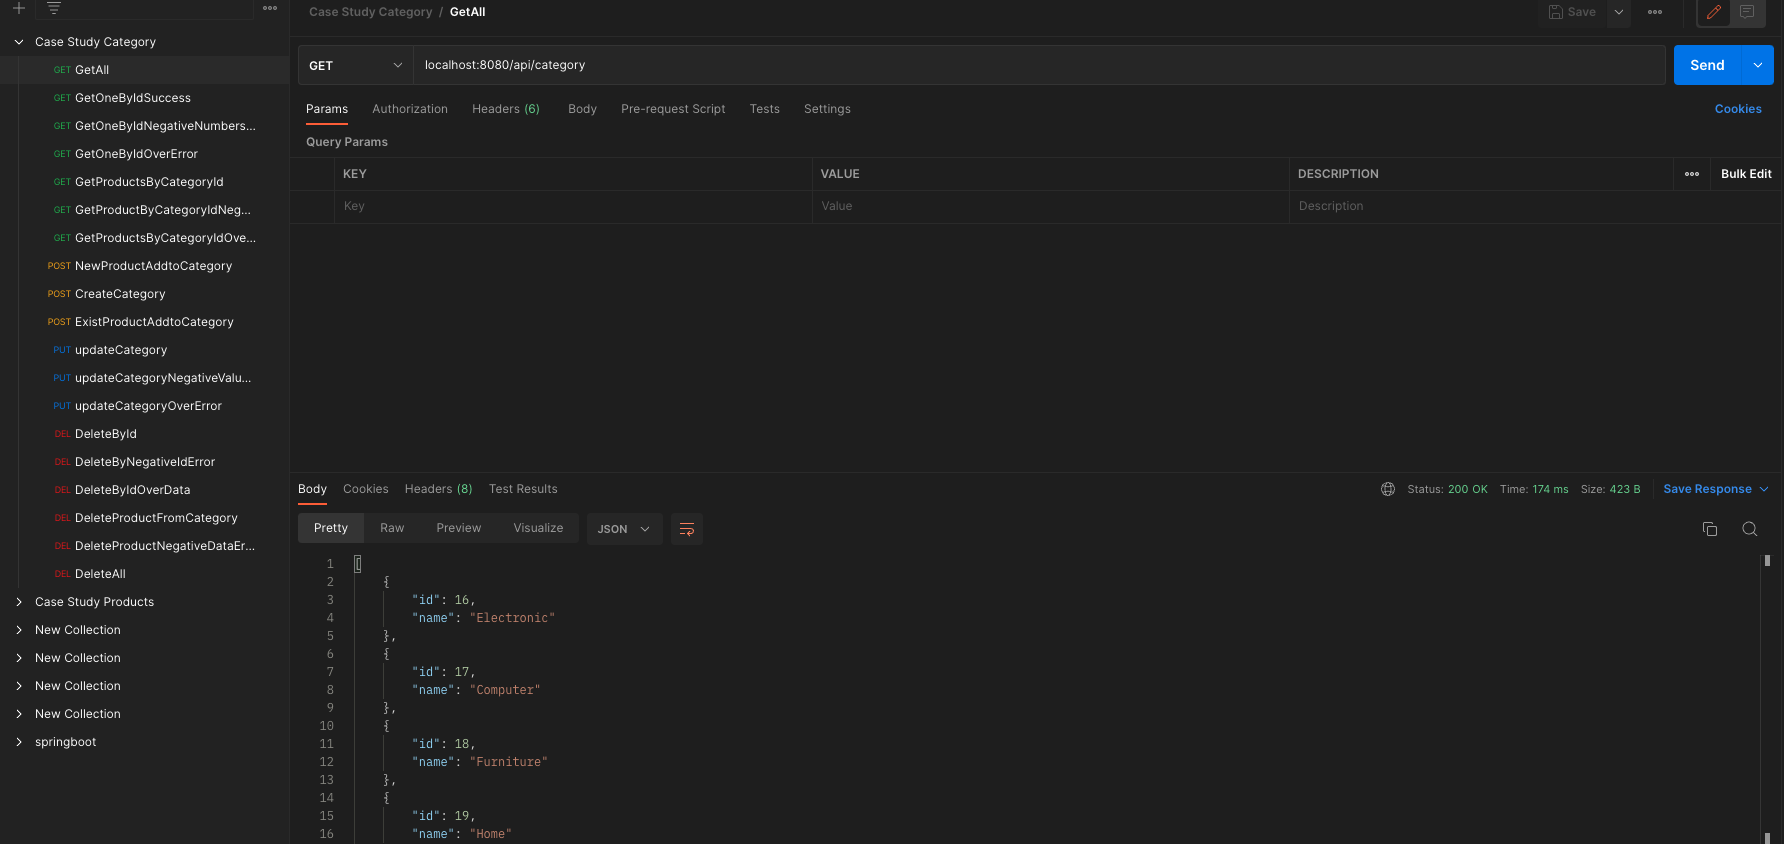 Case Study Category
GET GetAll
GET GetOneByIdSuccess
GET GetOneByIdNegativeNumbers...
GET GetOneByIdOverError
GET GetProductsByCategoryId
GET GetProductByCategoryIdNeg...
GET GetProductsByCategoryIdOve...
POST NewProductAddtoCategory
POST CreateCategory
POST ExistProductAddtoCategory
PUT updateCategory
PUT updateCategoryNegativeValu...
PUT updateCategoryOverError
DEL DeleteById
DEL DeleteByNegativeIdError
DEL DeleteByIdOverData
DEL DeleteProductFromCategory
DEL DeleteProductNegativeDataEr...
DEL DeleteAll
Case Study Products
New Collection
New Collection
New Collection
New Collection
springboot
Case Study Category / GetAll
Save
GET localhost:8080/api/category Send
Params Authorization Headers (6) Body Pre-request Script Tests Settings Cookies
Query Params
KEY VALUE DESCRIPTION Bulk Edit
Key Value Description
Body Cookies Headers (8) Test Results Status: 200 OK Time: 174 ms Size: 423 B Save Response
Pretty Raw Preview Visualize JSON
1 [
2 {
3 "id": 16,
4 "name": "Electronic"
5 },
6 {
7 "id": 17,
8 "name": "Computer"
9 },
10 {
11 "id": 18,
12 "name": "Furniture"
13 },
14 {
15 "id": 19,
16 "name": "Home"